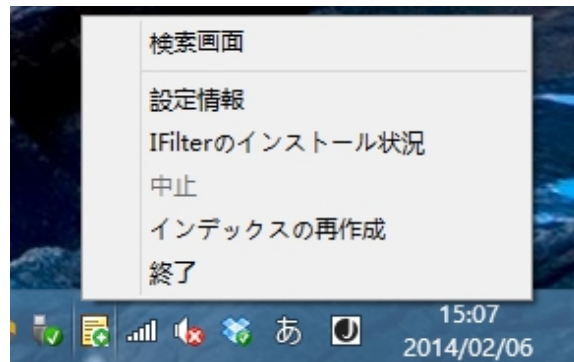 検索画面
設定情報
IFilterのインストール状況
中止
インデックスの再作成
終了
あ
15:07
2014/02/06